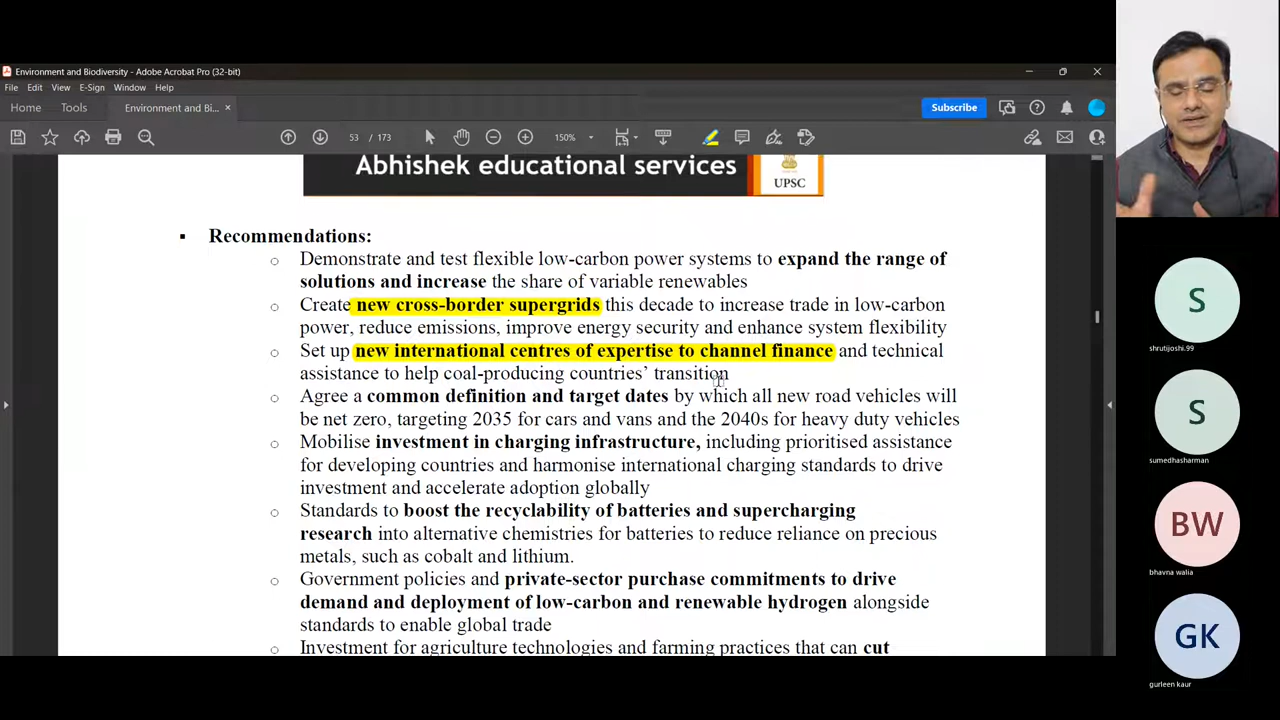 Environment and Biodiversity - Adobe Acrobat Pro (32-bit)
File Edit View E-Sign Window Help
Home Tools Environment and Bi... × Subscribe
53 / 173 150%
Abhishek educational services
UPSC
▪ Recommendations:
○ Demonstrate and test flexible low-carbon power systems to expand the range of
solutions and increase the share of variable renewables
○ Create new cross-border supergrids this decade to increase trade in low-carbon
power, reduce emissions, improve energy security and enhance system flexibility
○ Set up new international centres of expertise to channel finance and technical
assistance to help coal-producing countries’ transition
○ Agree a common definition and target dates by which all new road vehicles will
be net zero, targeting 2035 for cars and vans and the 2040s for heavy duty vehicles
○ Mobilise investment in charging infrastructure, including prioritised assistance
for developing countries and harmonise international charging standards to drive
investment and accelerate adoption globally
○ Standards to boost the recyclability of batteries and supercharging
research into alternative chemistries for batteries to reduce reliance on precious
metals, such as cobalt and lithium.
○ Government policies and private-sector purchase commitments to drive
demand and deployment of low-carbon and renewable hydrogen alongside
standards to enable global trade
○ Investment for agriculture technologies and farming practices that can cut
S
shrutijoshi.99
S
sumedhasharman
BW
bhavna walia
GK
gurleen kaur